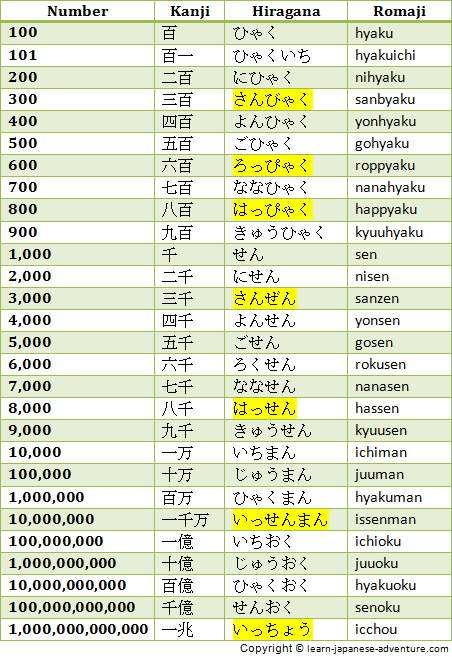 Number Kanji Hiragana Romaji
100 百 ひゃく hyaku
101 百一 ひゃくいち hyakuichi
200 二百 にひゃく nihyaku
300 三百 さんびゃく sanbyaku
400 四百 よんひゃく yonhyaku
500 五百 ごひゃく gohyaku
600 六百 ろっぴゃく roppyaku
700 七百 ななひゃく nanahyaku
800 八百 はっぴゃく happyaku
900 九百 きゅうひゃく kyuuhyaku
1,000 千 せん sen
2,000 二千 にせん nisen
3,000 三千 さんぜん sanzen
4,000 四千 よんせん yonsen
5,000 五千 ごせん gosen
6,000 六千 ろくせん rokusen
7,000 七千 ななせん nanasen
8,000 八千 はっせん hassen
9,000 九千 きゅうせん kyuusen
10,000 一万 いちまん ichiman
100,000 十万 じゅうまん juuman
1,000,000 百万 ひゃくまん hyakuman
10,000,000 一千万 いっせんまん issenman
100,000,000 一億 いちおく ichioku
1,000,000,000 十億 じゅうおく juuoku
10,000,000,000 百億 ひゃくおく hyakuoku
100,000,000,000 千億 せんおく senoku
1,000,000,000,000 一兆 いっちょう icchou
Copyright © learn-japanese-adventure.com